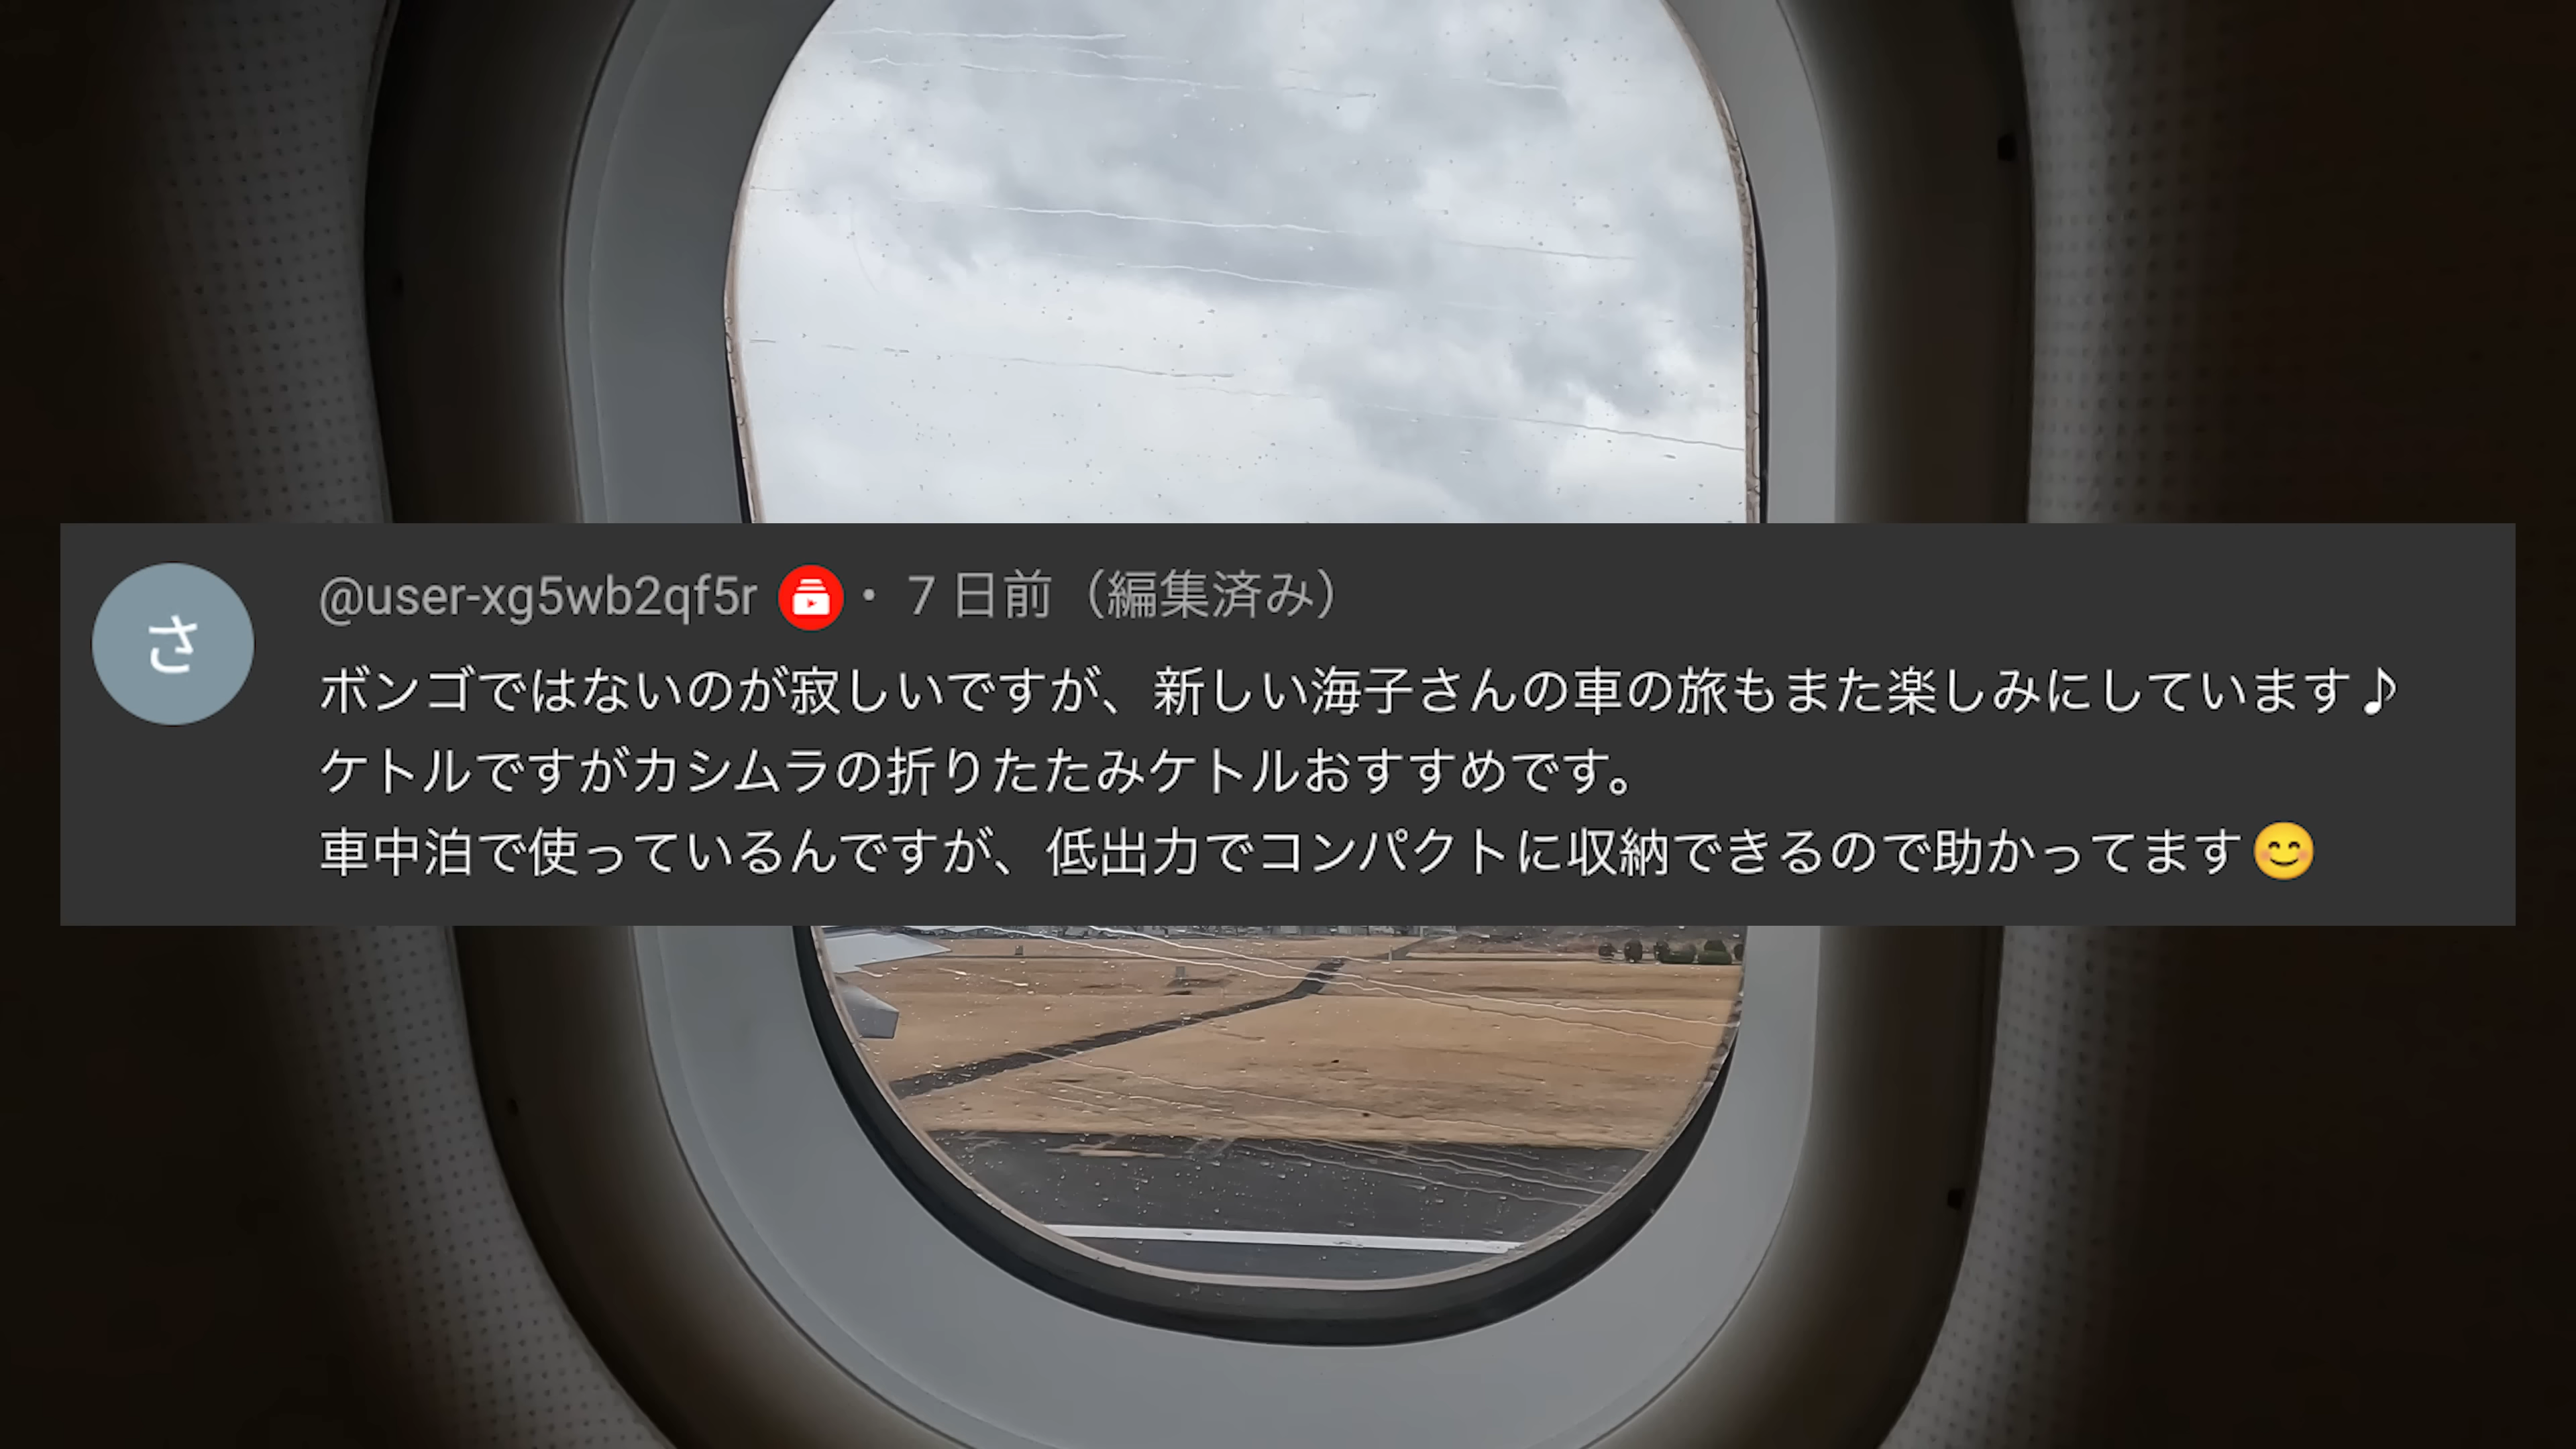 さ
@user-xg5wb2qf5r • 7 日前（編集済み）
ボンゴではないのが寂しいですが、新しい海子さんの車の旅もまた楽しみにしています♪
ケトルですがカシムラの折りたたみケトルおすすめです。
車中泊で使っているんですが、低出力でコンパクトに収納できるので助かってます😊